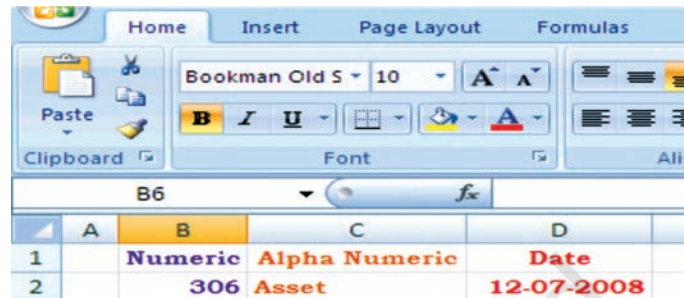 Home Insert Page Layout Formulas
Bookman Old S 10 A A
Paste
B I U A
Clipboard Font Ali
B6 fx
A B C D
1 Numeric Alpha Numeric Date
2 306 Asset 12-07-2008